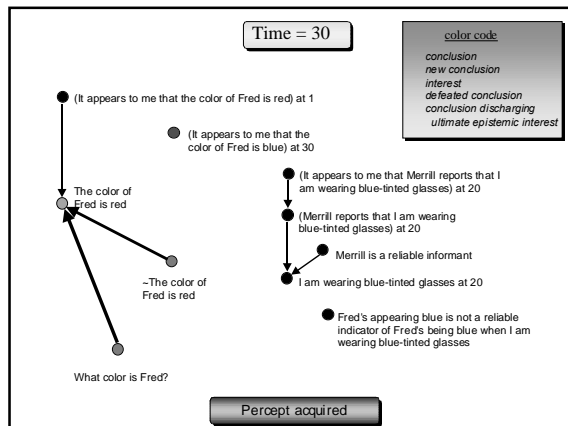 Time = 30
color code
conclusion
new conclusion
interest
defeated conclusion
conclusion discharging
ultimate epistemic interest
(It appears to me that the color of Fred is red) at 1
(It appears to me that the
color of Fred is blue) at 30
(It appears to me that Merrill reports that I
am wearing blue-tinted glasses) at 20
The color of
Fred is red
(Merrill reports that I am wearing
blue-tinted glasses) at 20
Merrill is a reliable informant
~The color of
Fred is red
I am wearing blue-tinted glasses at 20
Fred's appearing blue is not a reliable
indicator of Fred's being blue when I am
wearing blue-tinted glasses
What color is Fred?
Percept acquired